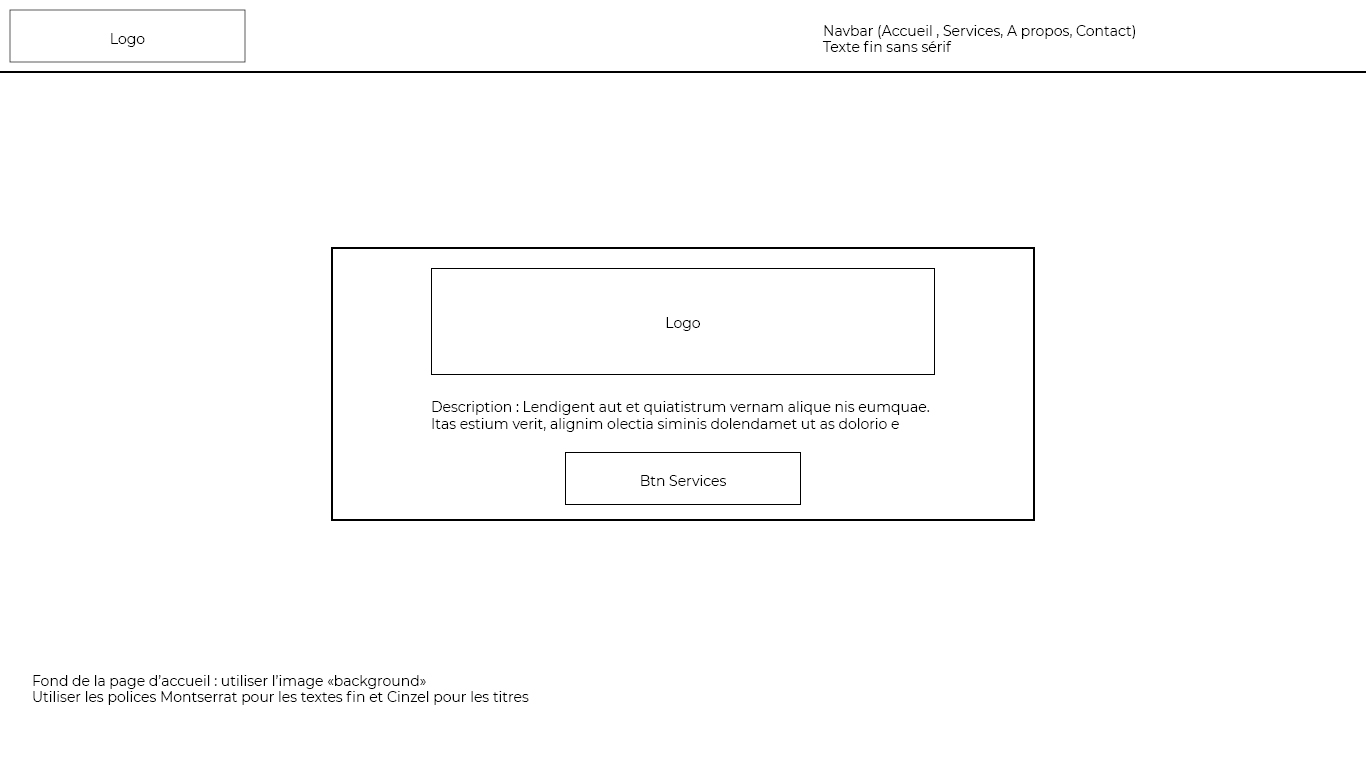 Logo
Navbar (Accueil , Services, A propos, Contact)
Texte fin sans sérif
Logo
Description : Lendigent aut et quiatistrum vernam alique nis eumquae.
Itas estium verit, alignim olectia siminis dolendamet ut as dolorio e
Btn Services
Fond de la page d’accueil : utiliser l’image «background»
Utiliser les polices Montserrat pour les textes fin et Cinzel pour les titres